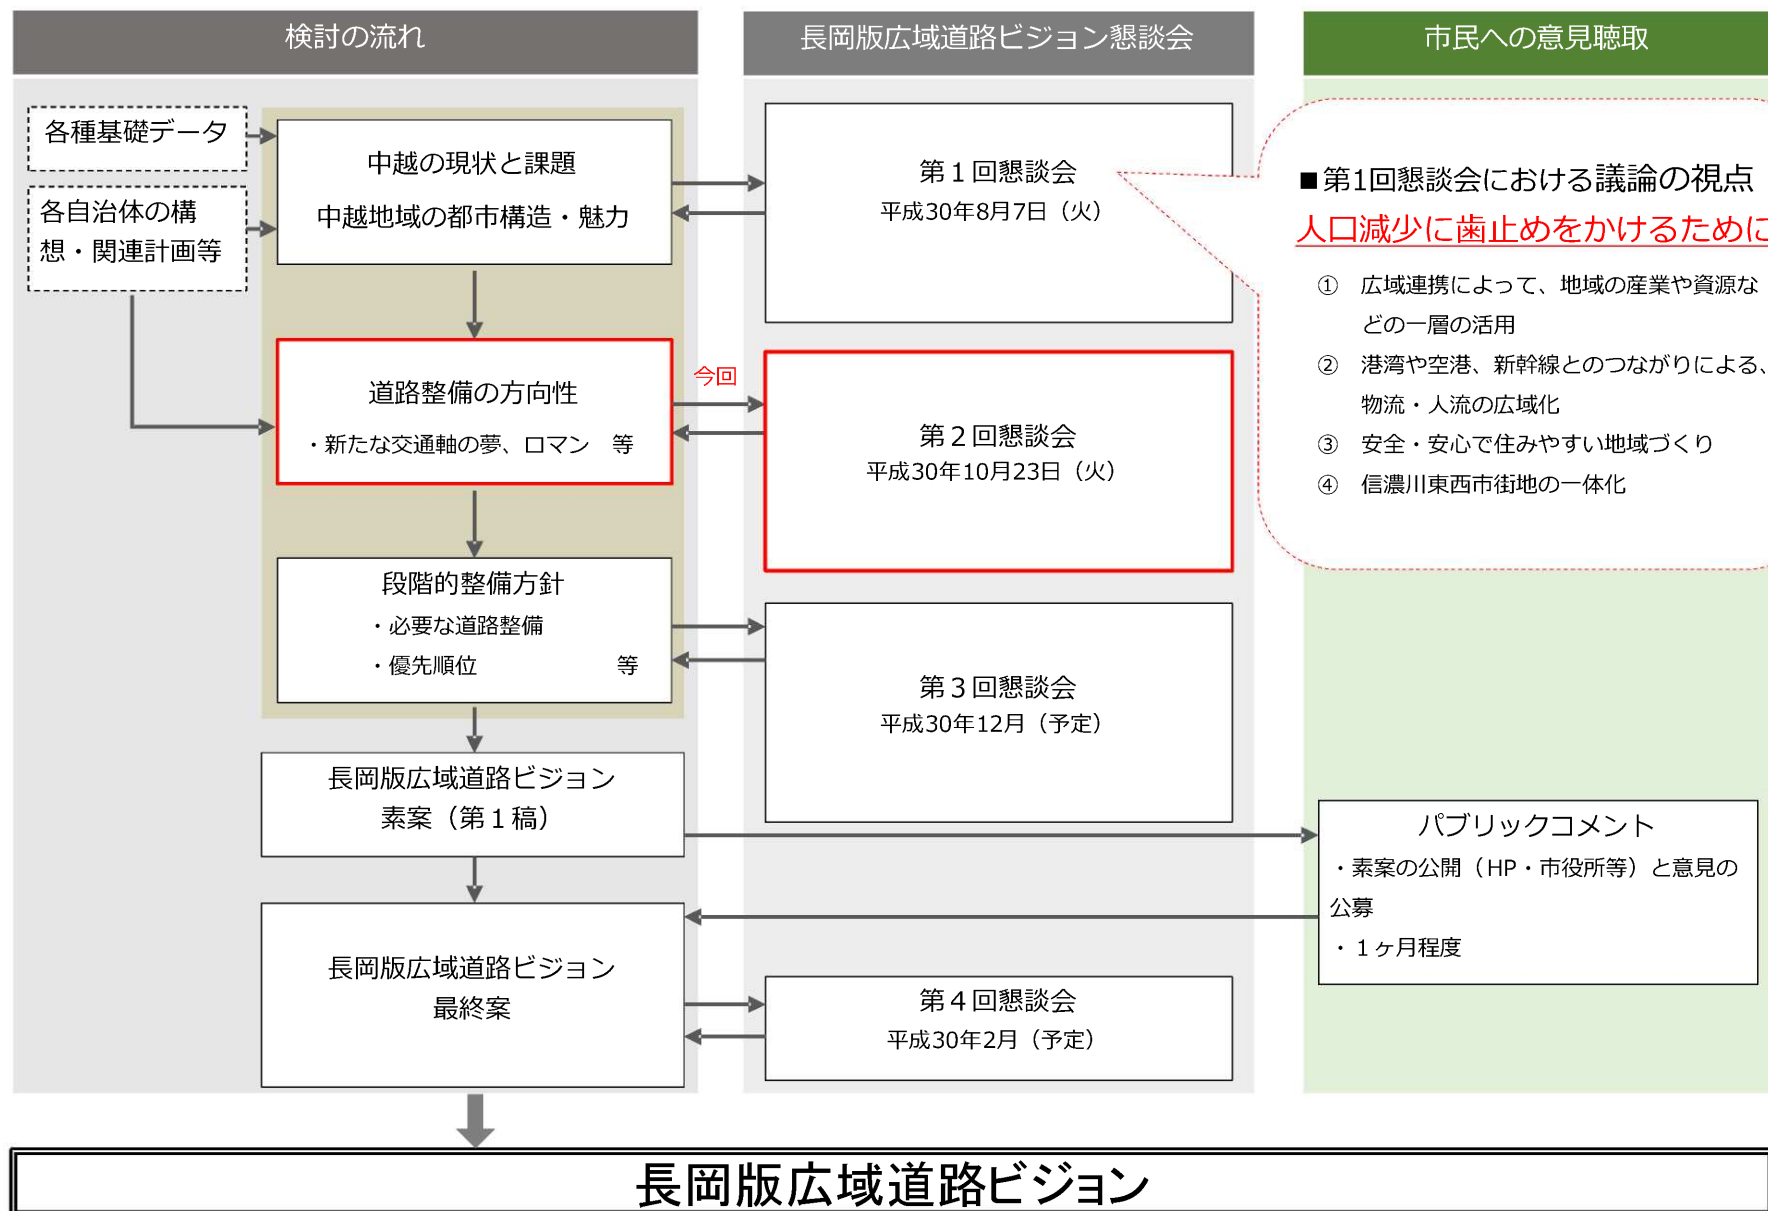 検討の流れ
長岡版広域道路ビジョン懇談会
市民への意見聴取
各種基礎データ
各自治体の構
想・関連計画等
中越の現状と課題
中越地域の都市構造・魅力
第１回懇談会
平成30年8月7日（火）
■第1回懇談会における議論の視点
人口減少に歯止めをかけるために
① 広域連携によって、地域の産業や資源な
どの一層の活用
② 港湾や空港、新幹線とのつながりによる、
物流・人流の広域化
③ 安全・安心で住みやすい地域づくり
④ 信濃川東西市街地の一体化
道路整備の方向性
・新たな交通軸の夢、ロマン　等
今回
第２回懇談会
平成30年10月23日（火）
段階的整備方針
・必要な道路整備
・優先順位　　　　　　等
第３回懇談会
平成30年12月（予定）
長岡版広域道路ビジョン
素案（第１稿）
パブリックコメント
・素案の公開（HP・市役所等）と意見の
公募
・１ヶ月程度
長岡版広域道路ビジョン
最終案
第４回懇談会
平成30年2月（予定）
長岡版広域道路ビジョン